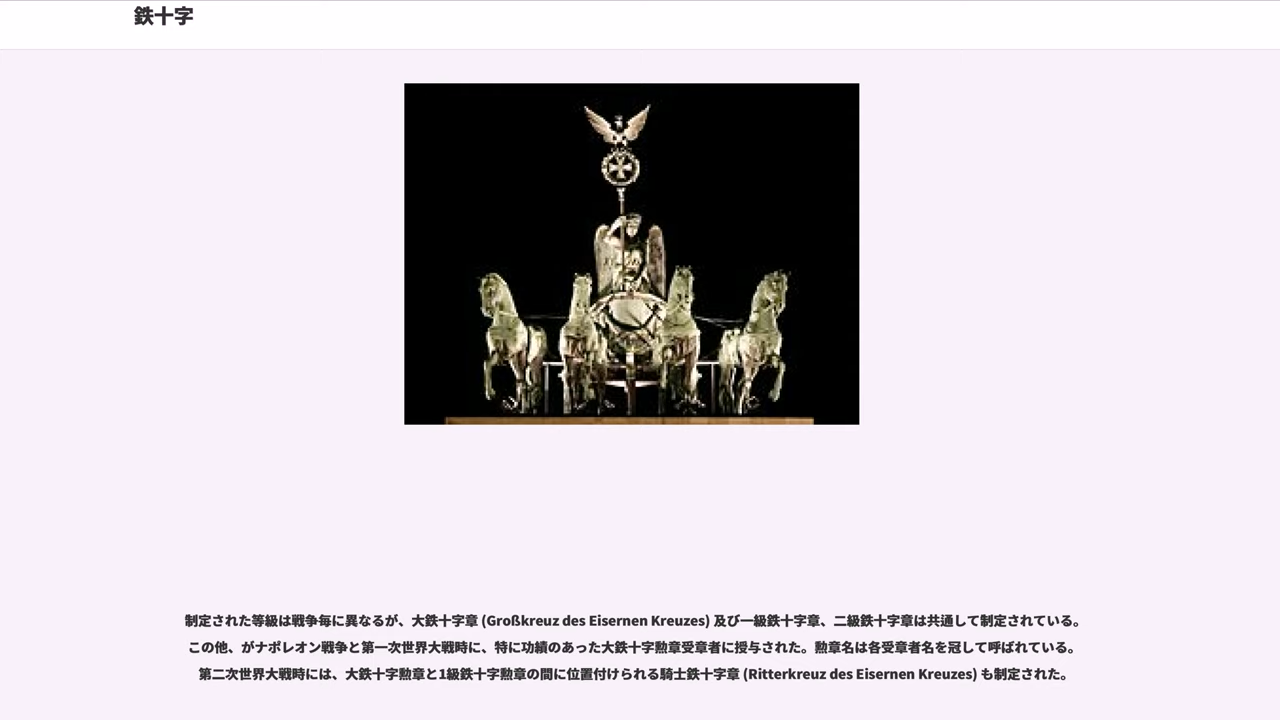 鉄十字
制定された等級は戦争毎に異なるが、大鉄十字章 (Großkreuz des Eisernen Kreuzes) 及び一級鉄十字章、二級鉄十字章は共通して制定されている。
この他、がナポレオン戦争と第一次世界大戦時に、特に功績のあった大鉄十字勲章受章者に授与された。勲章名は各受章者名を冠して呼ばれている。
第二次世界大戦時には、大鉄十字勲章と1級鉄十字勲章の間に位置付けられる騎士鉄十字章 (Ritterkreuz des Eisernen Kreuzes) も制定された。